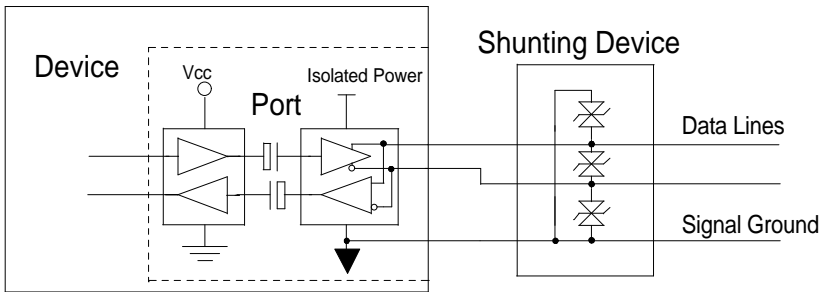 Shunting Device
Device
Vcc
Isolated Power
Port
Data Lines
Signal Ground